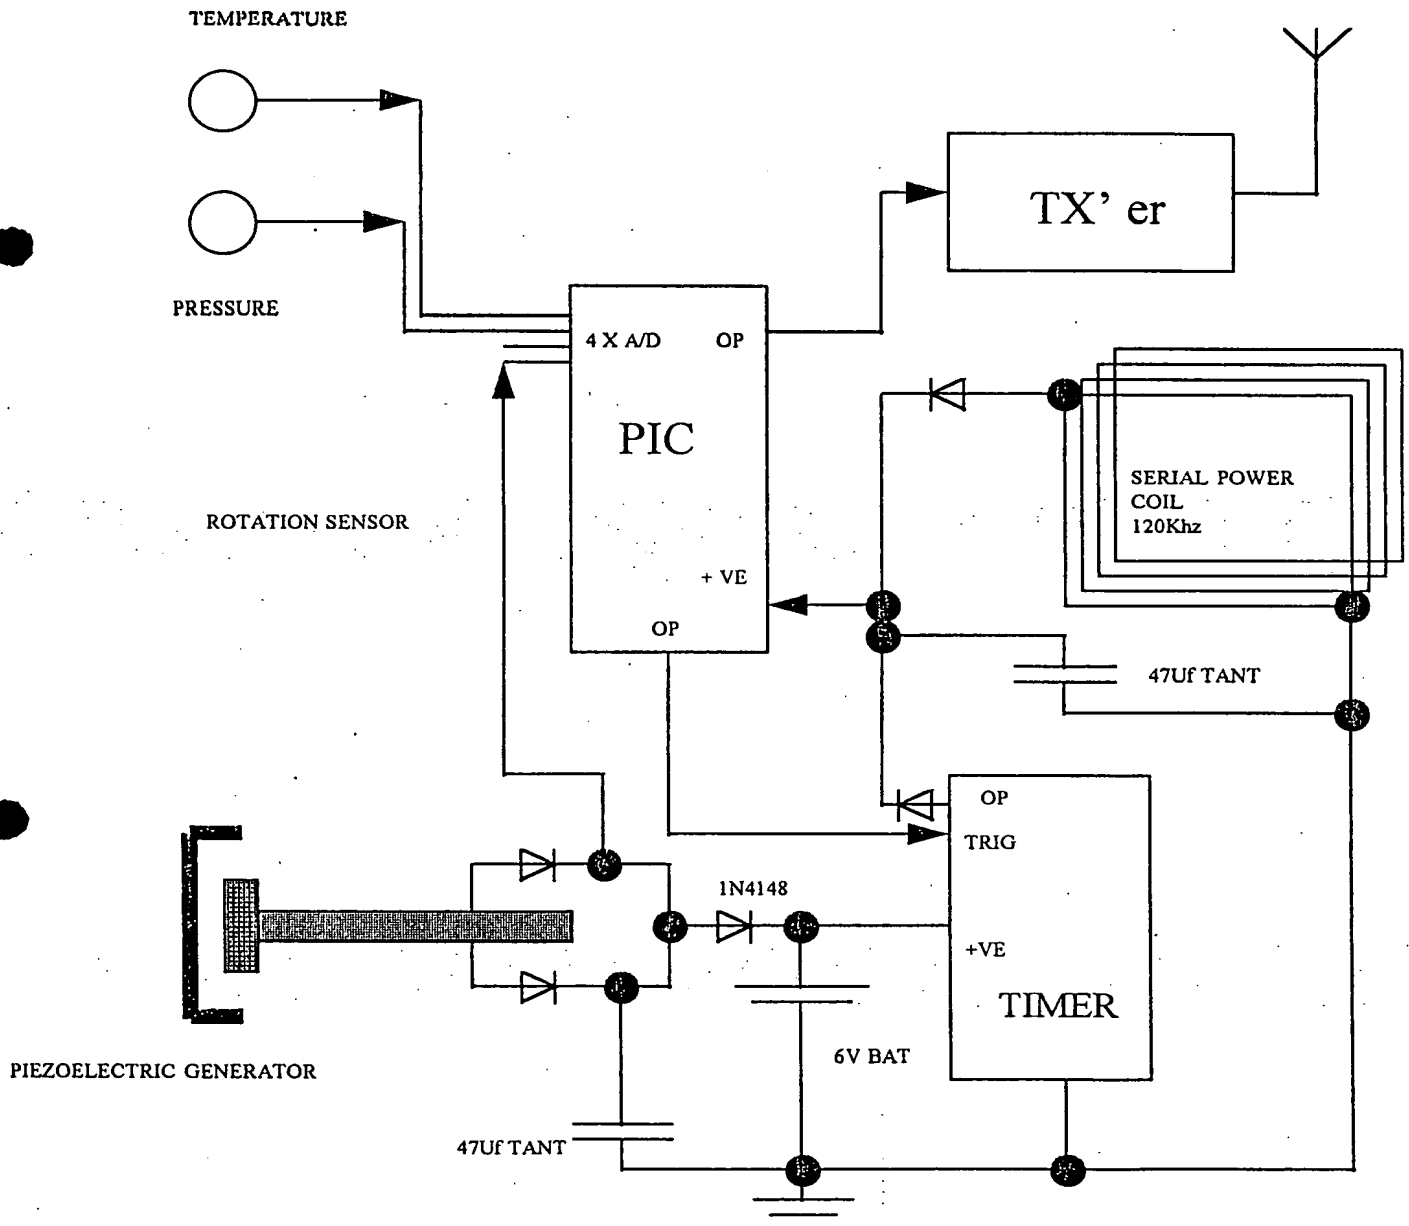 TEMPERATURE
TX' er
PRESSURE
4 X A/D
OP
PIC
SERIAL POWER
COIL
120Khz
ROTATION SENSOR
+ VE
OP
47Uf TANT
OP
TRIG
1N4148
+VE
TIMER
6V BAT
PIEZOELECTRIC GENERATOR
47Uf TANT